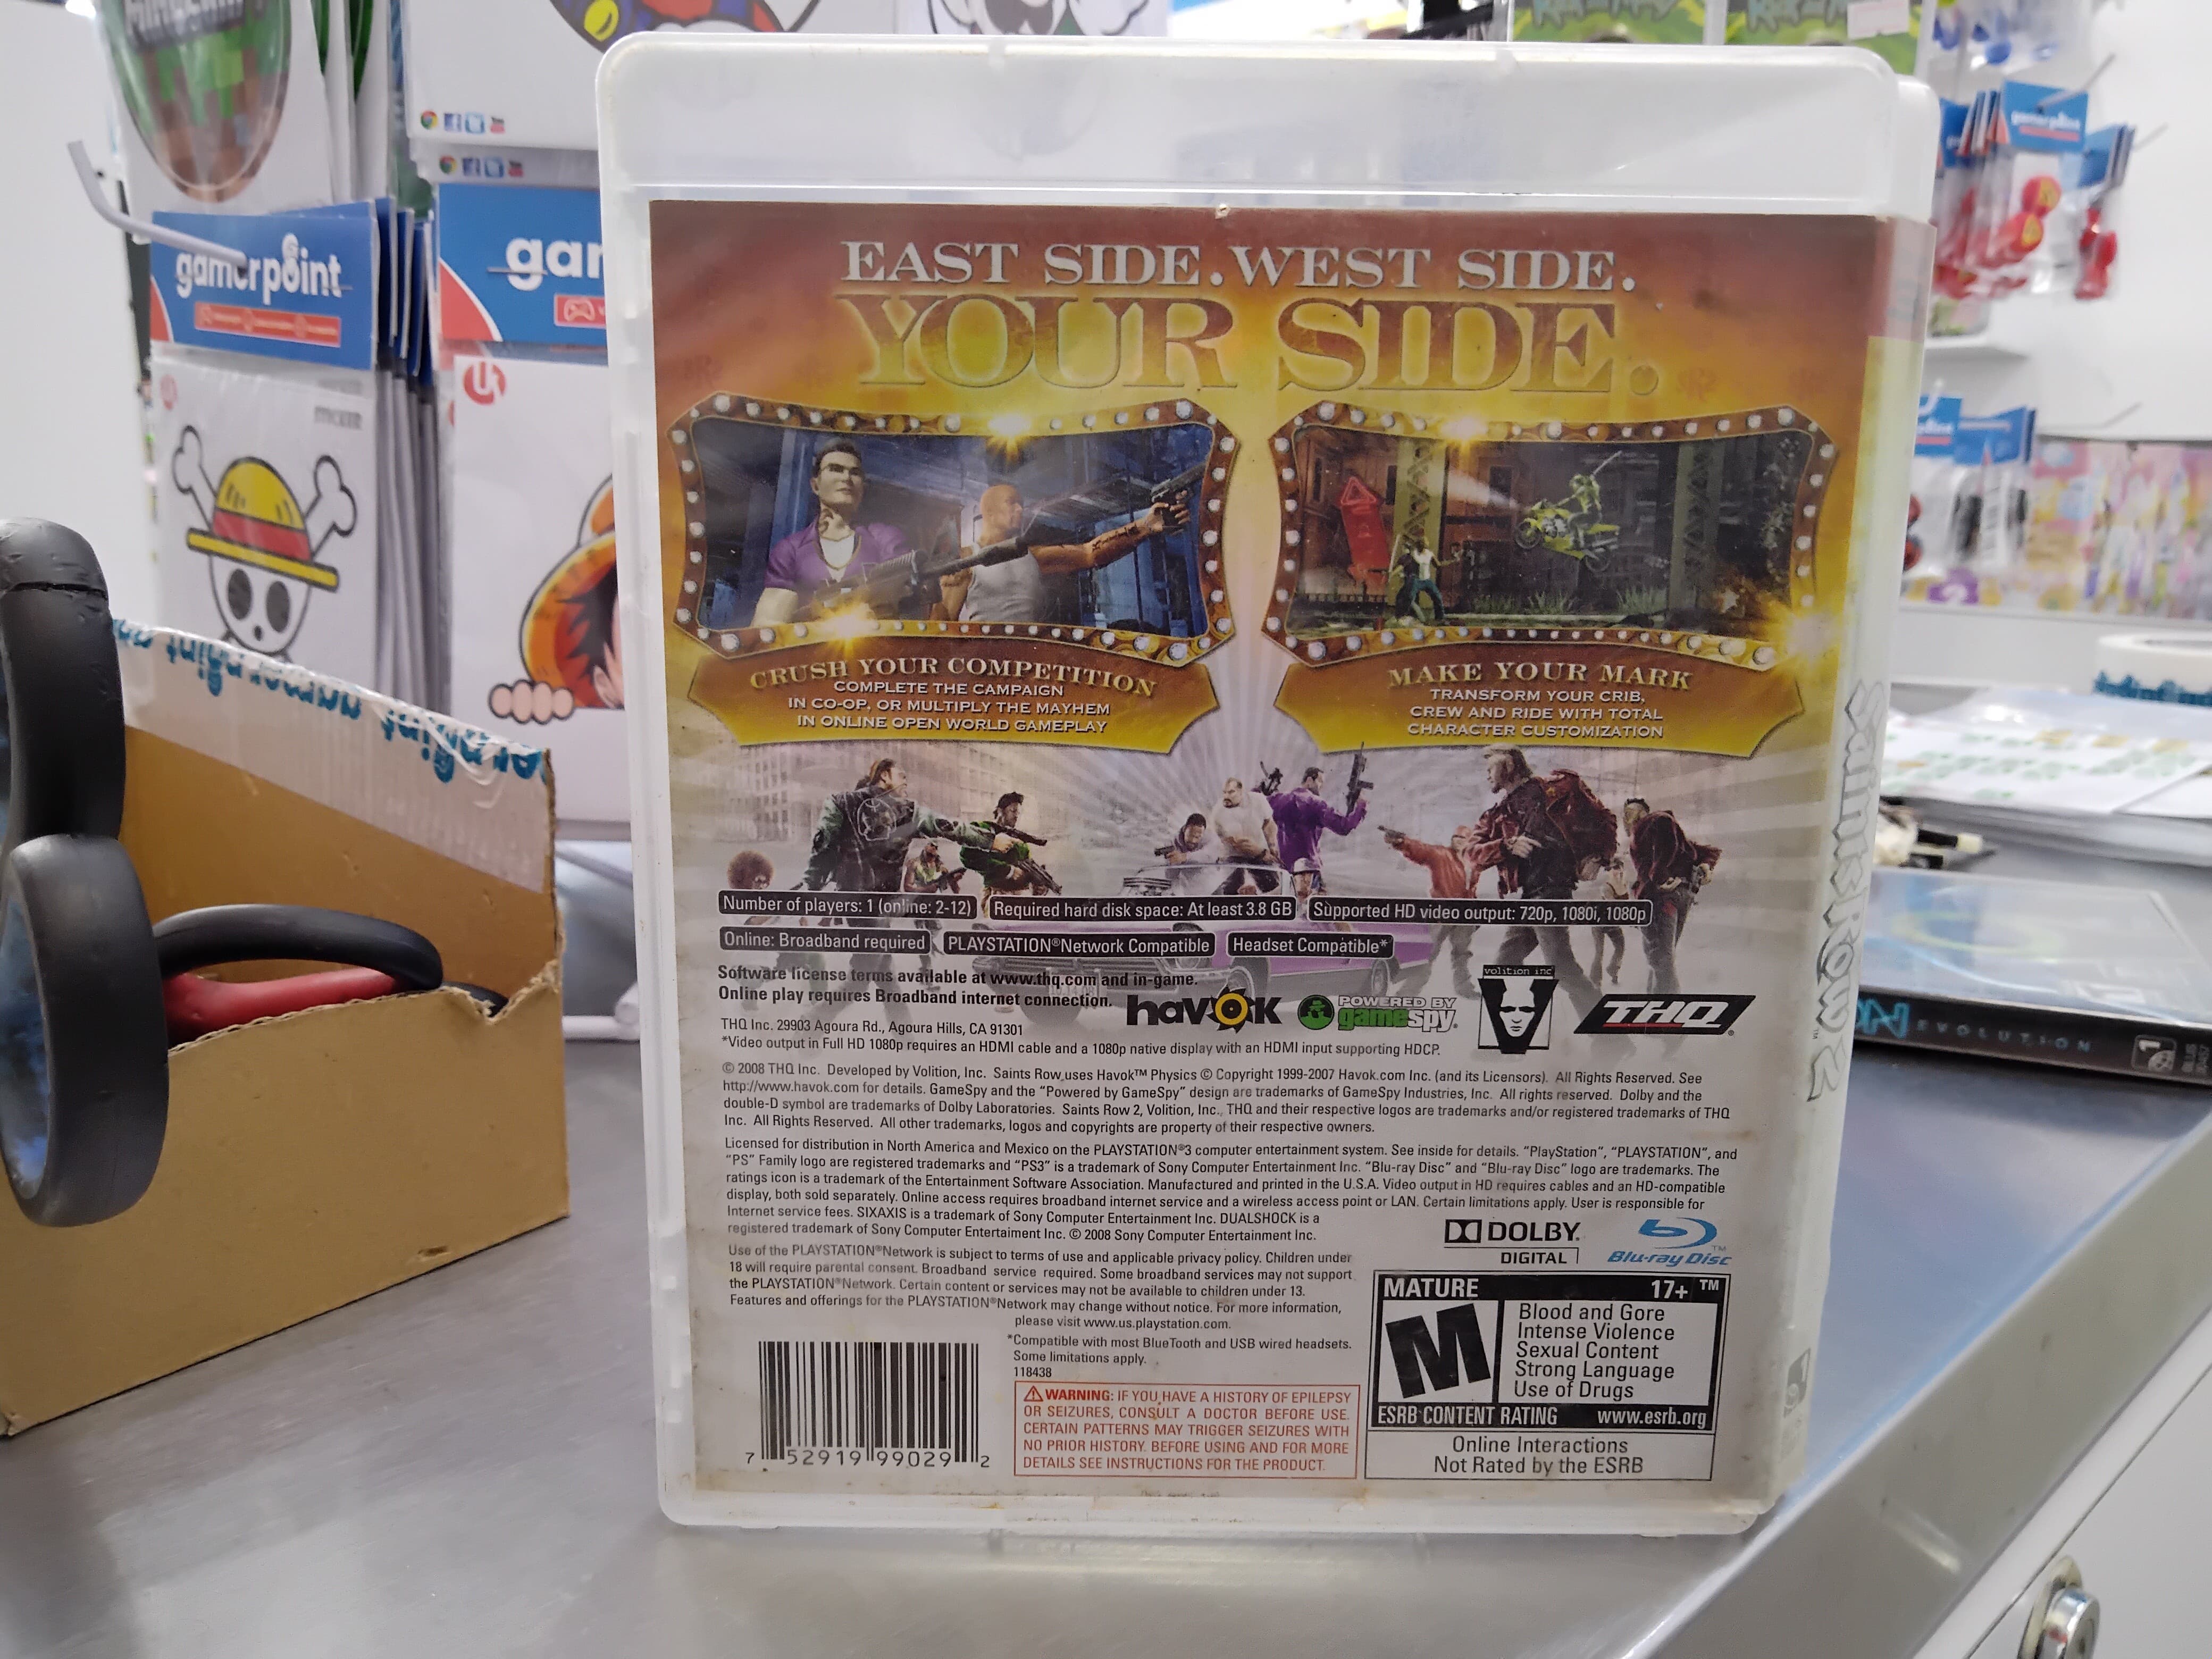 gamerpoint
STICKER
gamerpoint
EAST SIDE. WEST SIDE.
YOUR SIDE.
CRUSH YOUR COMPETITION
COMPLETE THE CAMPAIGN
IN CO-OP, OR MULTIPLY THE MAYHEM
IN ONLINE OPEN WORLD GAMEPLAY
MAKE YOUR MARK
TRANSFORM YOUR CRIB,
CREW AND RIDE WITH TOTAL
CHARACTER CUSTOMIZATION
Number of players: 1 (online: 2-12)
Required hard disk space: At least 3.8 GB
Supported HD video output: 720p, 1080i, 1080p
Online: Broadband required
PLAYSTATION®Network Compatible
Headset Compatible*
Software license terms available at www.thq.com and in-game.
Online play requires Broadband internet connection.
havok
POWERED BY
gamespy.
volition inc
THQ®
THQ Inc. 29903 Agoura Rd., Agoura Hills, CA 91301
*Video output in Full HD 1080p requires an HDMI cable and a 1080p native display with an HDMI input supporting HDCP.
© 2008 THQ Inc. Developed by Volition, Inc. Saints Row uses Havok™ Physics © Copyright 1999-2007 Havok.com Inc. (and its Licensors). All Rights Reserved. See
http://www.havok.com for details. GameSpy and the “Powered by GameSpy” design are trademarks of GameSpy Industries, Inc. All rights reserved. Dolby and the
double-D symbol are trademarks of Dolby Laboratories. Saints Row 2, Volition, Inc., THQ and their respective logos are trademarks and/or registered trademarks of THQ
Inc. All Rights Reserved. All other trademarks, logos and copyrights are property of their respective owners.
Licensed for distribution in North America and Mexico on the PLAYSTATION®3 computer entertainment system. See inside for details. “PlayStation”, “PLAYSTATION”, and
“PS” Family logo are registered trademarks and “PS3” is a trademark of Sony Computer Entertainment Inc. “Blu-ray Disc” and “Blu-ray Disc” logo are trademarks. The
ratings icon is a trademark of the Entertainment Software Association. Manufactured and printed in the U.S.A. Video output in HD requires cables and an HD-compatible
display, both sold separately. Online access requires broadband internet service and a wireless access point or LAN. Certain limitations apply. User is responsible for
Internet service fees. SIXAXIS is a trademark of Sony Computer Entertainment Inc. DUALSHOCK is a
registered trademark of Sony Computer Entertaiment Inc. © 2008 Sony Computer Entertainment Inc.
Use of the PLAYSTATION®Network is subject to terms of use and applicable privacy policy. Children under
18 will require parental consent. Broadband service required. Some broadband services may not support
the PLAYSTATION®Network. Certain content or services may not be available to children under 13.
Features and offerings for the PLAYSTATION®Network may change without notice. For more information,
please visit www.us.playstation.com.
*Compatible with most BlueTooth and USB wired headsets.
Some limitations apply.
118438
WARNING: IF YOU HAVE A HISTORY OF EPILEPSY
OR SEIZURES, CONSULT A DOCTOR BEFORE USE.
CERTAIN PATTERNS MAY TRIGGER SEIZURES WITH
NO PRIOR HISTORY. BEFORE USING AND FOR MORE
DETAILS SEE INSTRUCTIONS FOR THE PRODUCT.
7 52919 99029 2
DOLBY.
DIGITAL
Blu-ray Disc™
MATURE 17+ ™
M
Blood and Gore
Intense Violence
Sexual Content
Strong Language
Use of Drugs
ESRB CONTENT RATING www.esrb.org
Online Interactions
Not Rated by the ESRB
Saints Row 2
EVOLUTION